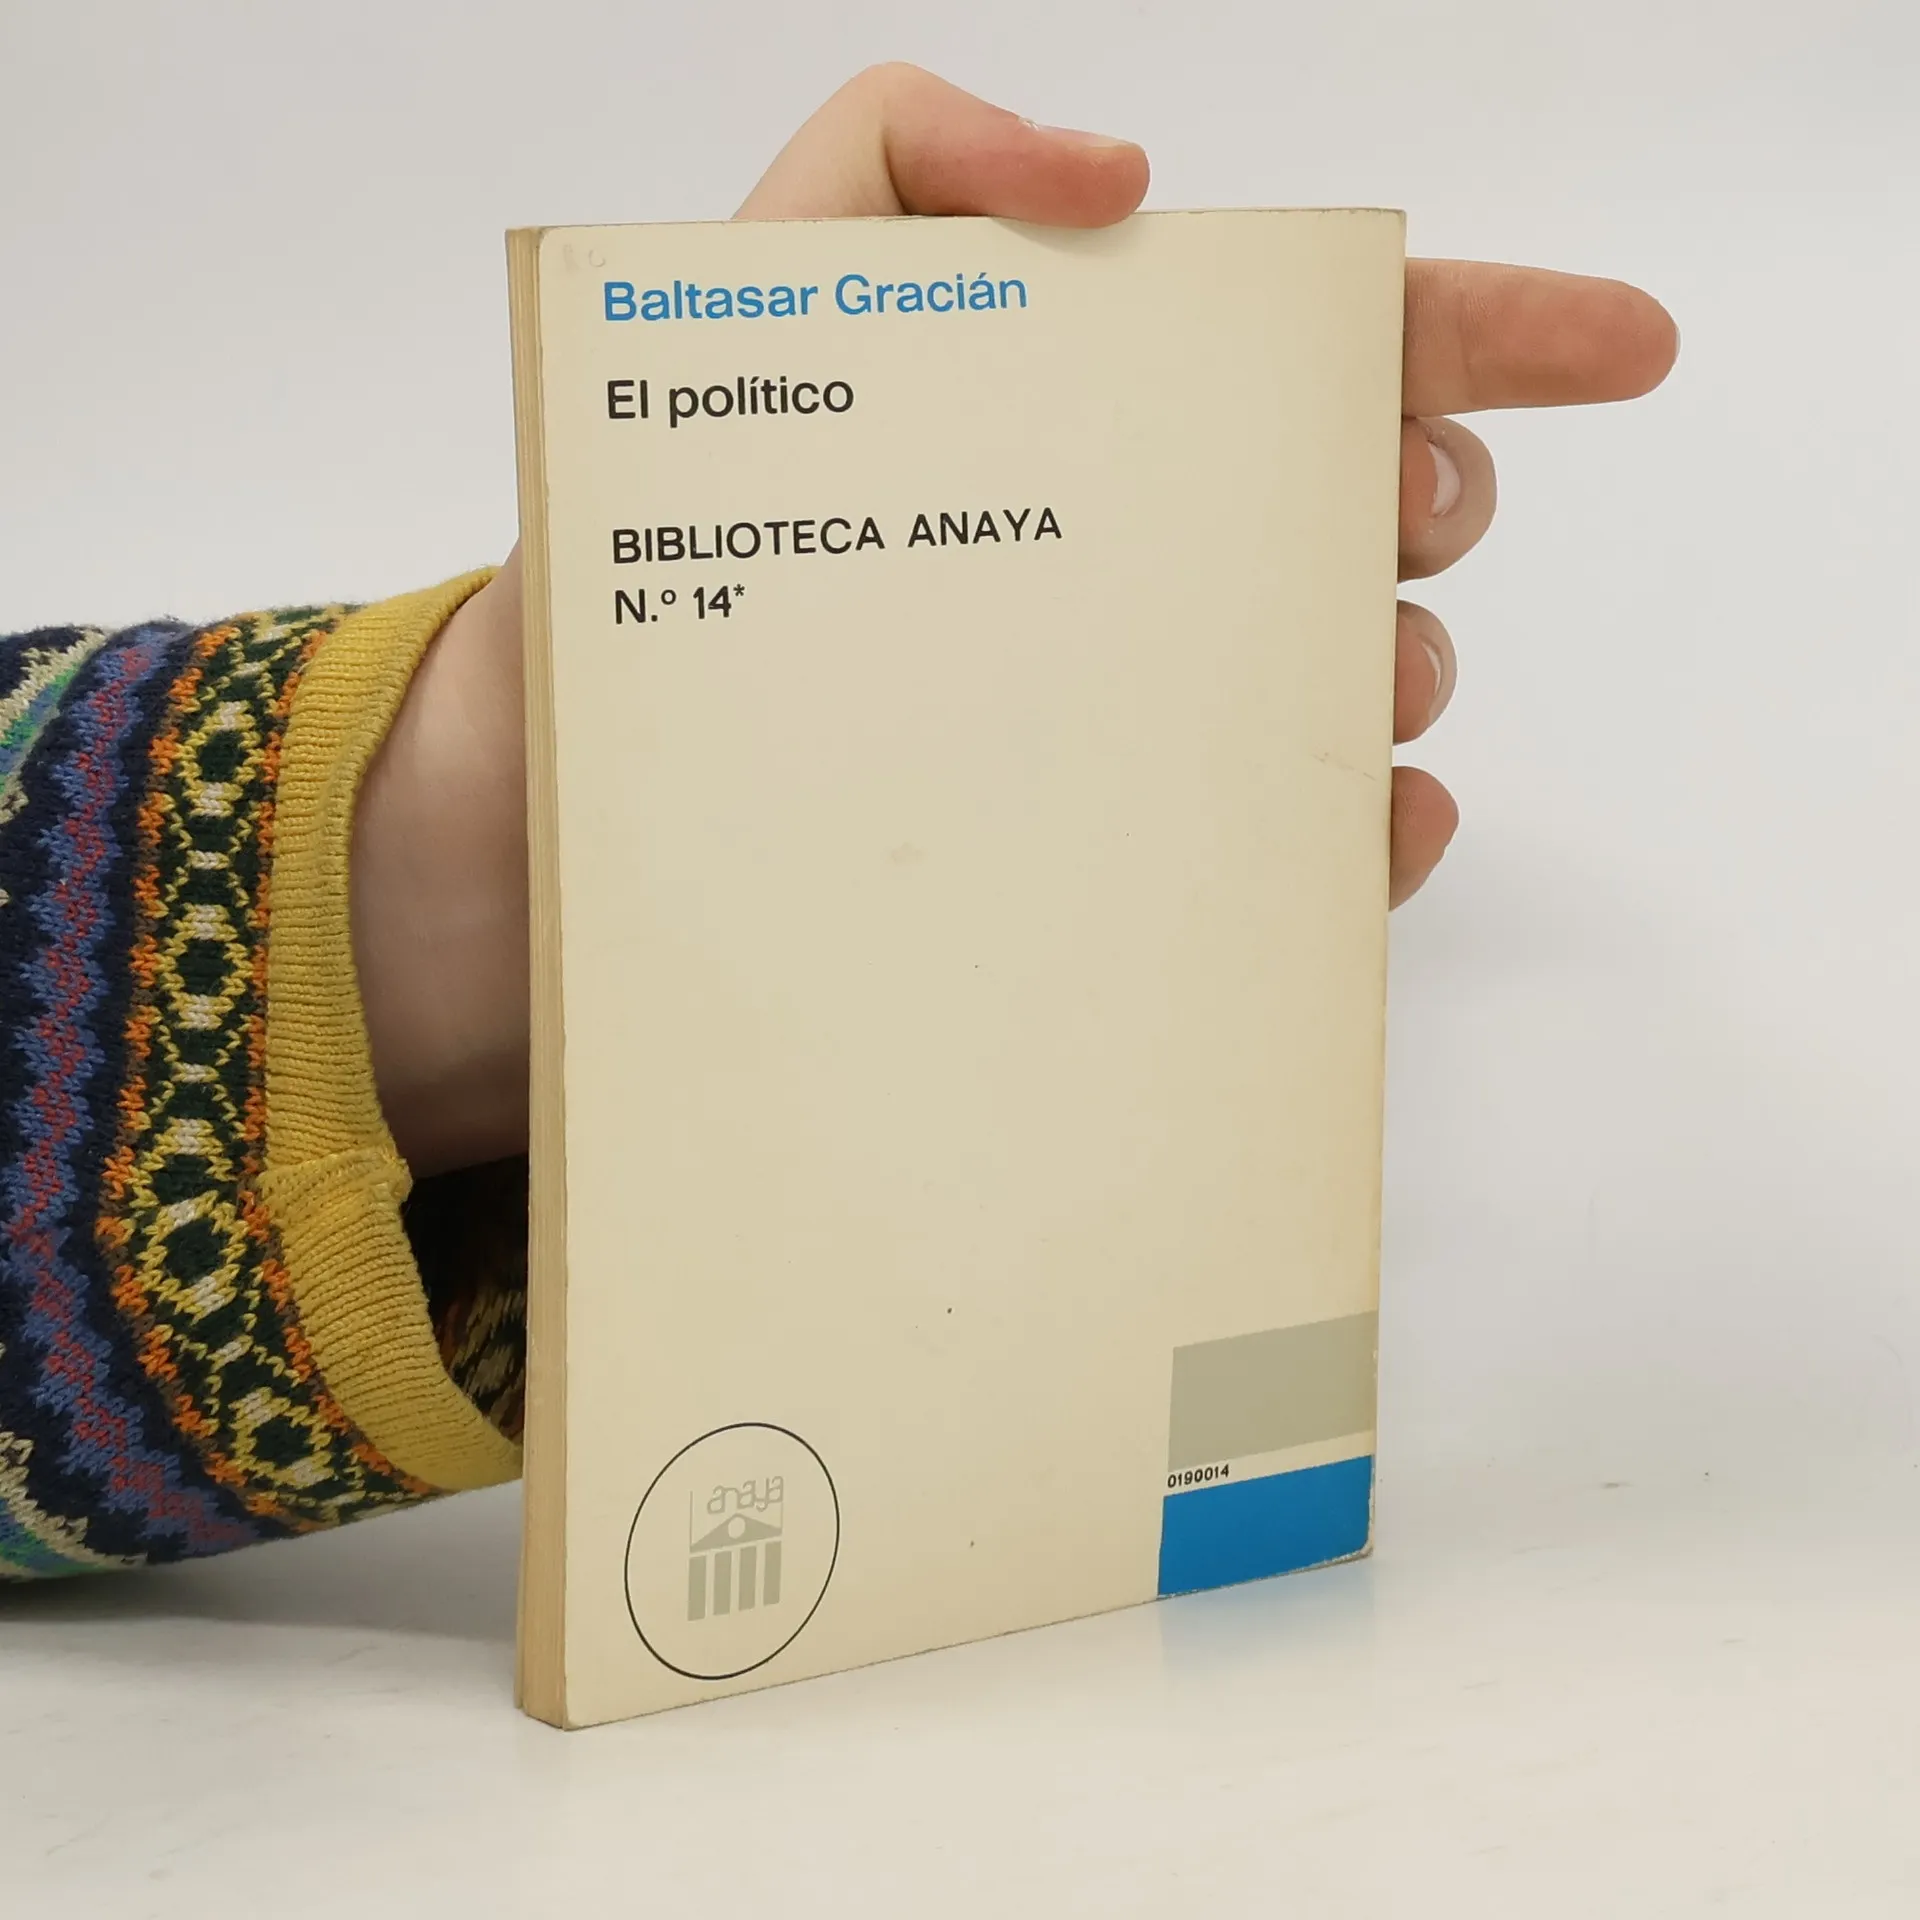 Baltasar Gracián
El político
BIBLIOTECA ANAYA
N.º 14*
0190014
anaya